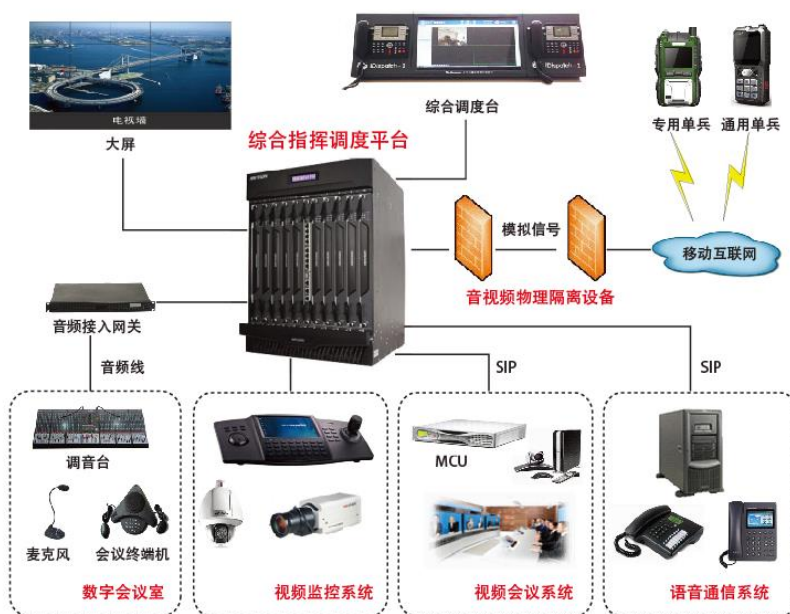 电视墙
大屏
iDispatch-1
iDispatch-1
综合调度台
专用单兵
通用单兵
综合指挥调度平台
模拟信号
移动互联网
音视频物理隔离设备
音频接入网关
音频线
SIP
SIP
调音台
麦克风
会议终端机
数字会议室
视频监控系统
MCU
视频会议系统
语音通信系统